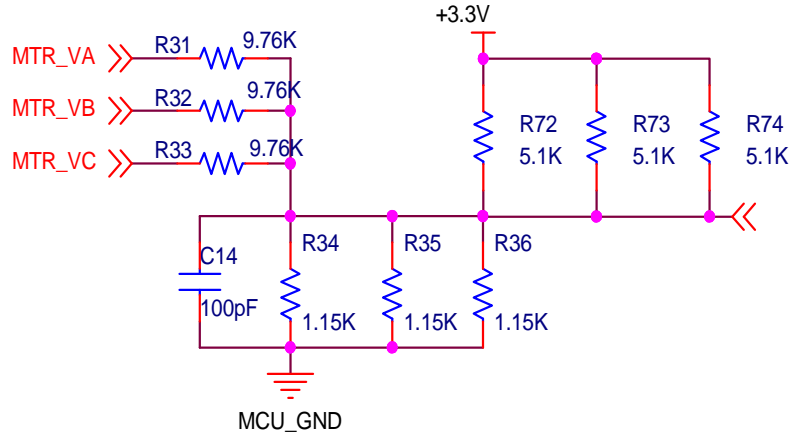 +3.3V
MTR_VA
R31
9.76K
MTR_VB
R32
9.76K
MTR_VC
R33
9.76K
R72
5.1K
R73
5.1K
R74
5.1K
C14
100pF
R34
1.15K
R35
1.15K
R36
1.15K
MCU_GND